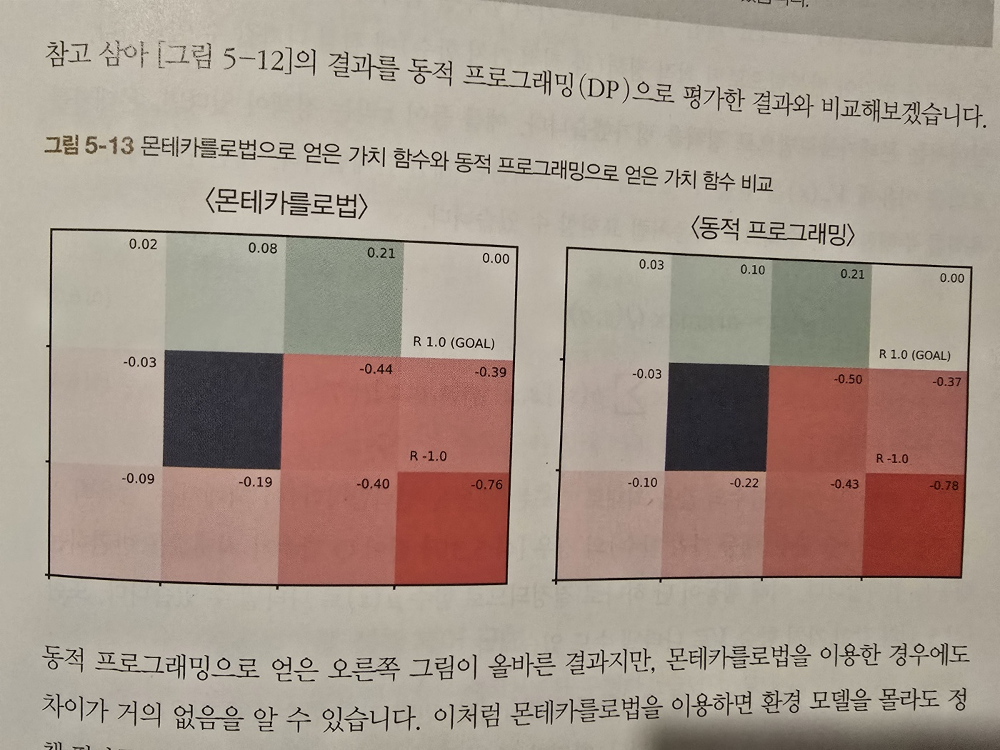 참고 삼아 [그림 5-12]의 결과를 동적 프로그래밍(DP)으로 평가한 결과와 비교해보겠습니다.
그림 5-13 몬테카를로법으로 얻은 가치 함수와 동적 프로그래밍으로 얻은 가치 함수 비교
〈몬테카를로법〉
0.02 0.08 0.21 0.00
R 1.0 (GOAL)
-0.03 -0.44 -0.39
R -1.0
-0.09 -0.19 -0.40 -0.76
〈동적 프로그래밍〉
0.03 0.10 0.21 0.00
R 1.0 (GOAL)
-0.03 -0.50 -0.37
R -1.0
-0.10 -0.22 -0.43 -0.78
동적 프로그래밍으로 얻은 오른쪽 그림이 올바른 결과지만, 몬테카를로법을 이용한 경우에도
차이가 거의 없음을 알 수 있습니다. 이처럼 몬테카를로법을 이용하면 환경 모델을 몰라도 정